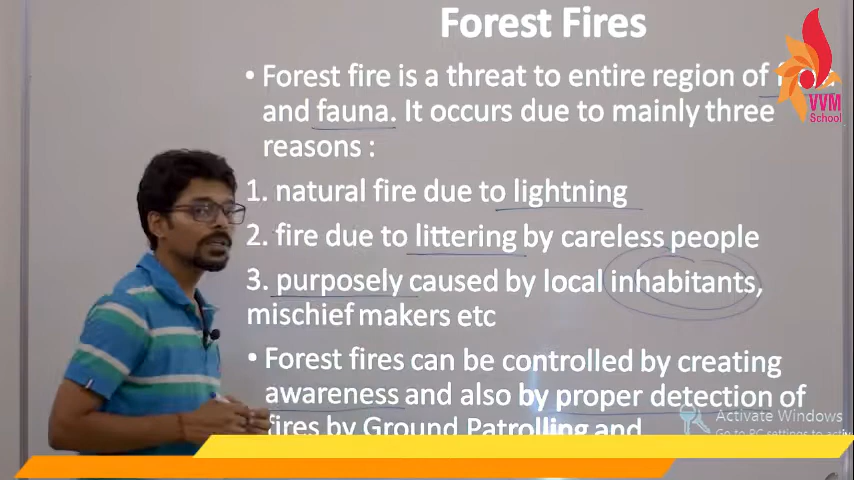 Forest Fires
• Forest fire is a threat to entire region of
and fauna. It occurs due to mainly three
reasons :
1. natural fire due to lightning
2. fire due to littering by careless people
3. purposely caused by local inhabitants,
mischief makers etc
• Forest fires can be controlled by creating
awareness and also by proper detection of
fires by Ground Patrolling and
VVM
School
Activate Windows
Go to PC settings to activ